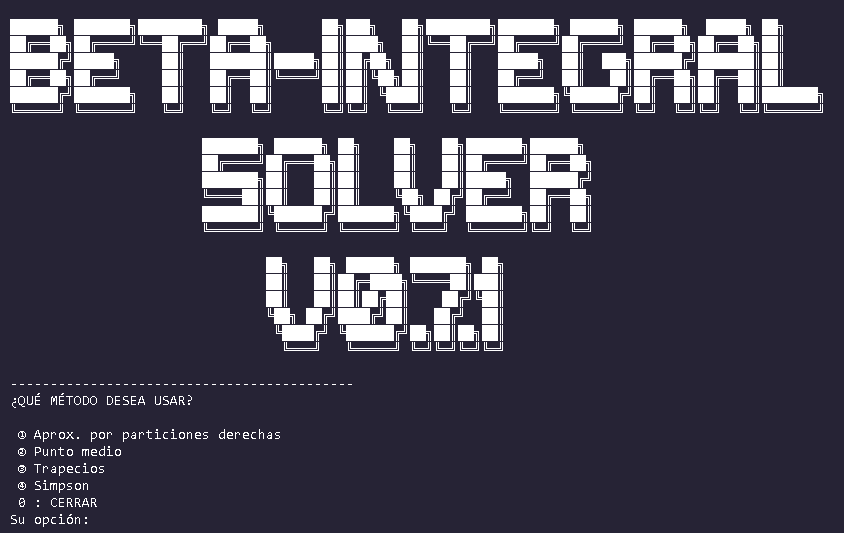 BETA-INTEGRAL
SOLVER
V0.7.1
-------------------------------------------
¿QUÉ MÉTODO DESEA USAR?
① Aprox. por particiones derechas
② Punto medio
③ Trapecios
④ Simpson
0 : CERRAR
Su opción: